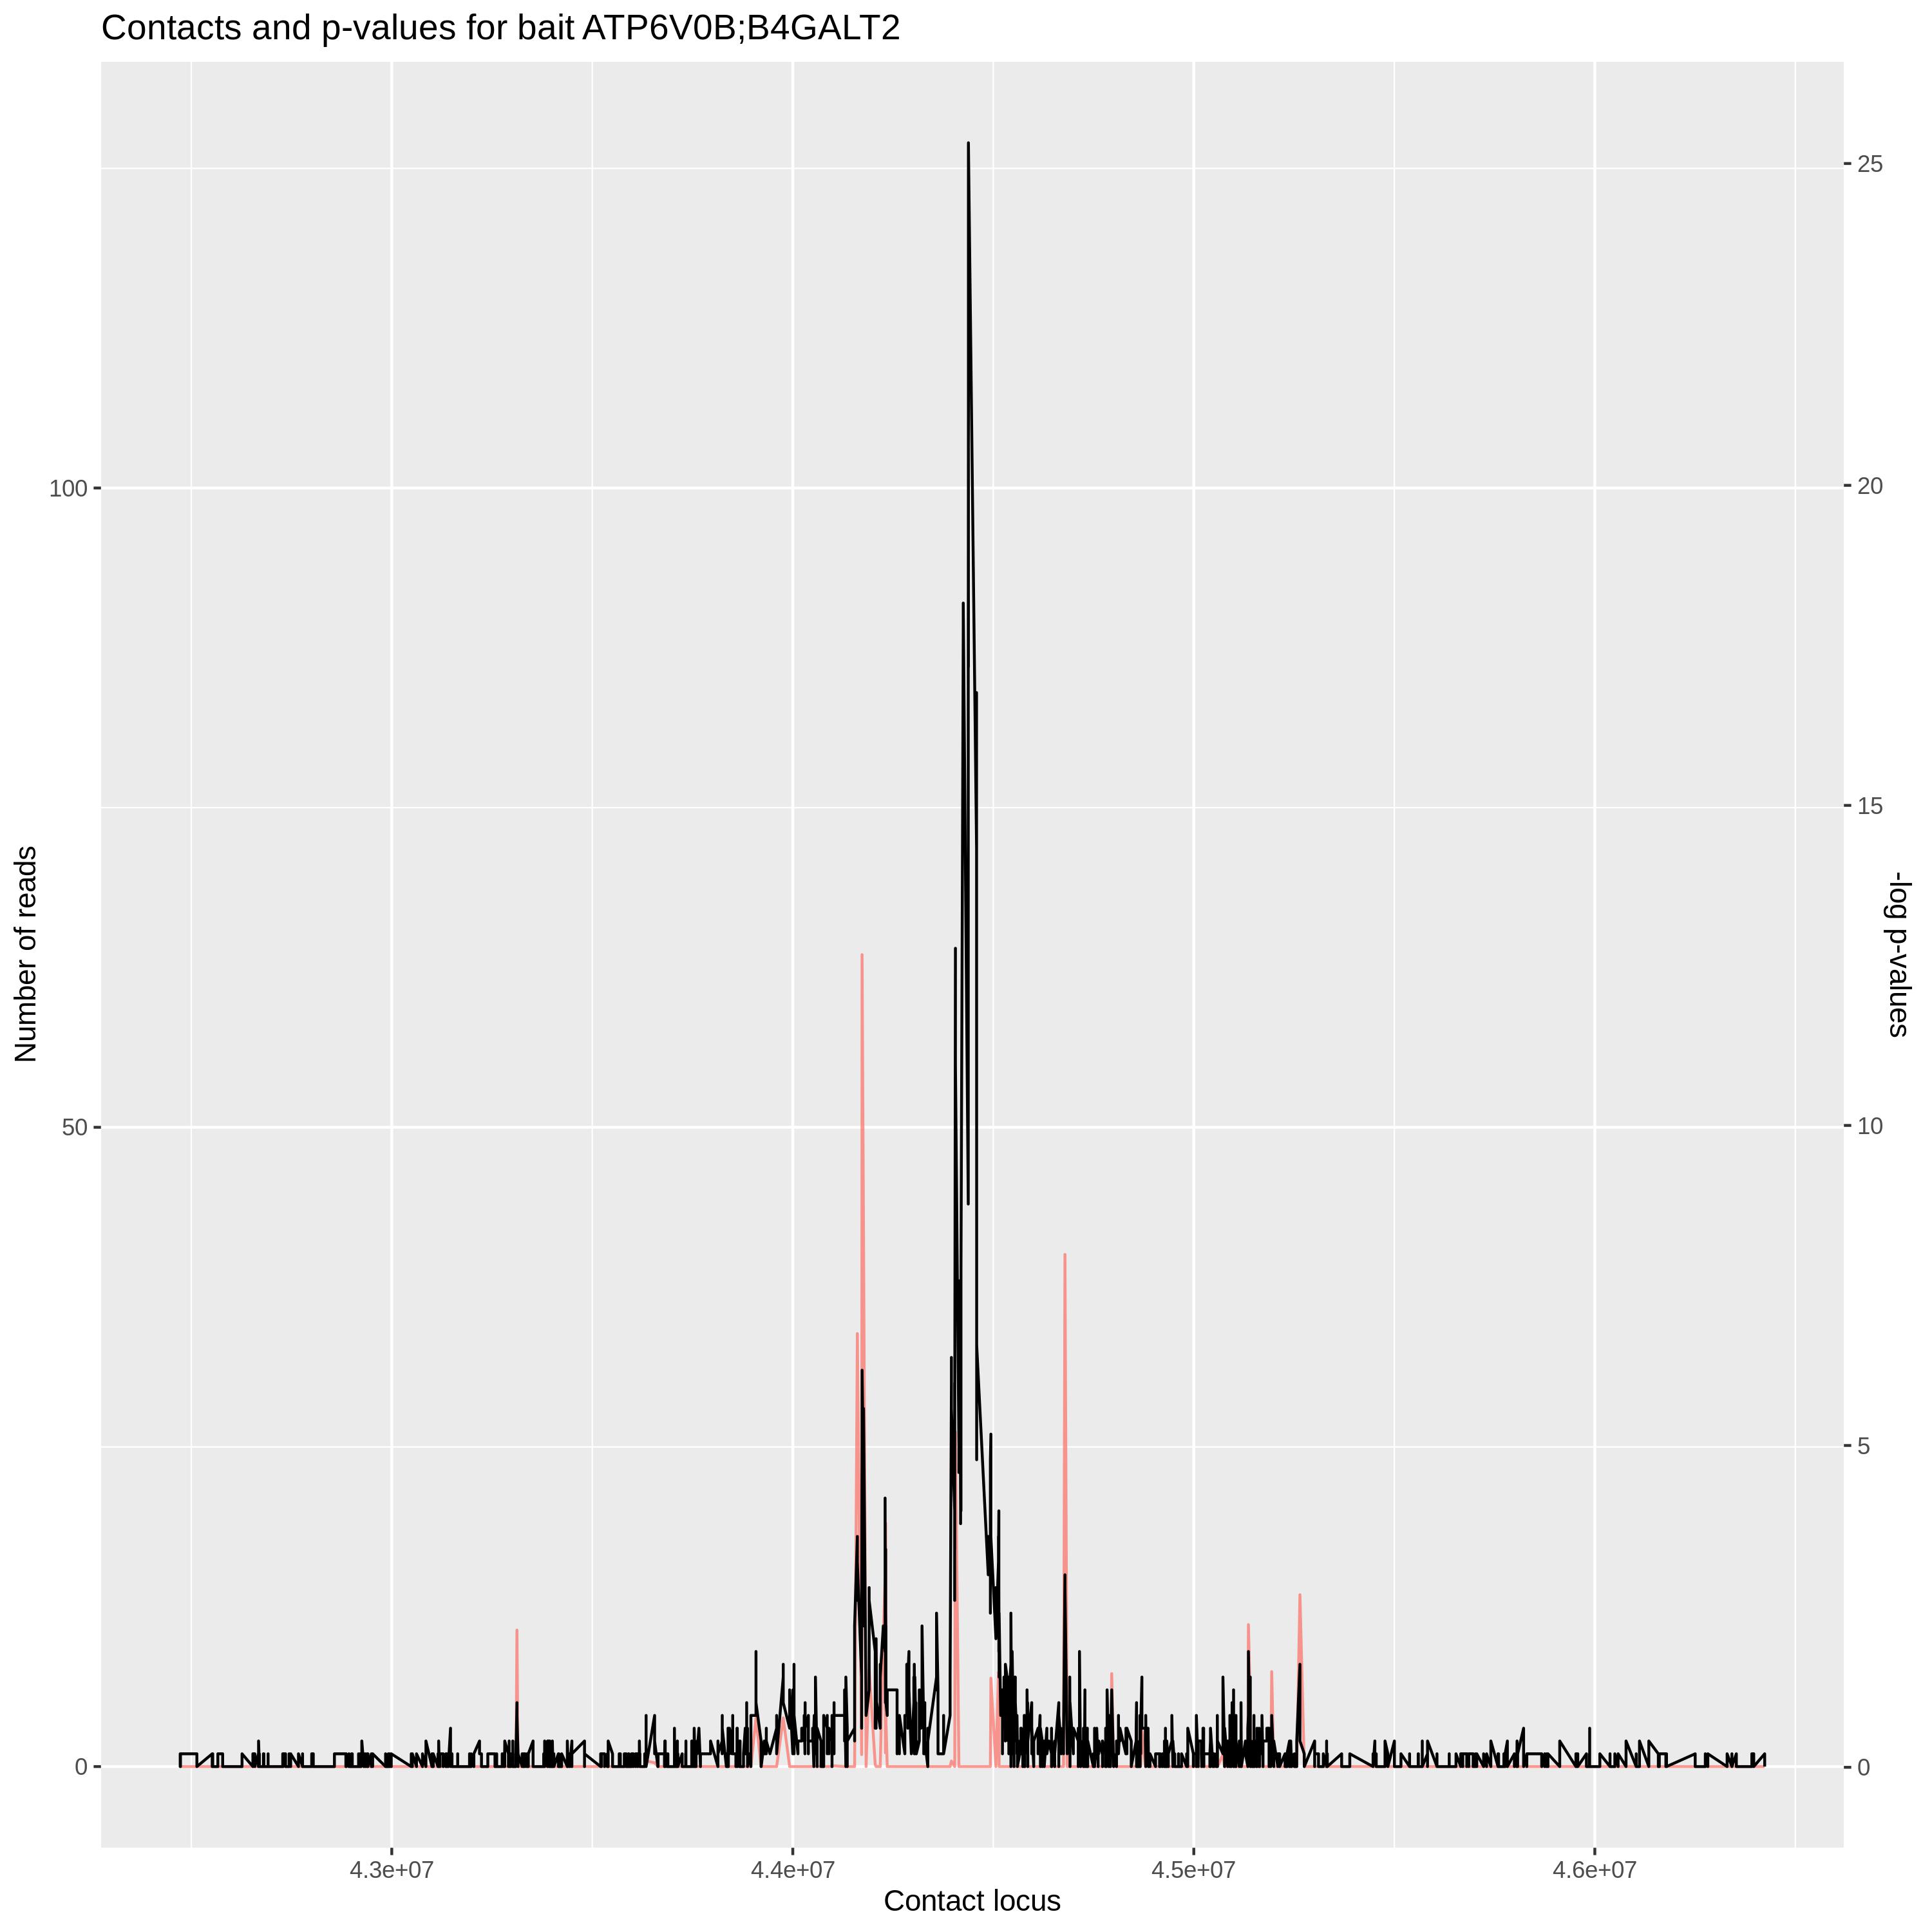 Contacts and p-values for bait ATP6V0B;B4GALT2
Number of reads
100
50
0
25
20
15
10
5
0
-log p-values
4.3e+07
4.4e+07
4.5e+07
4.6e+07
Contact locus